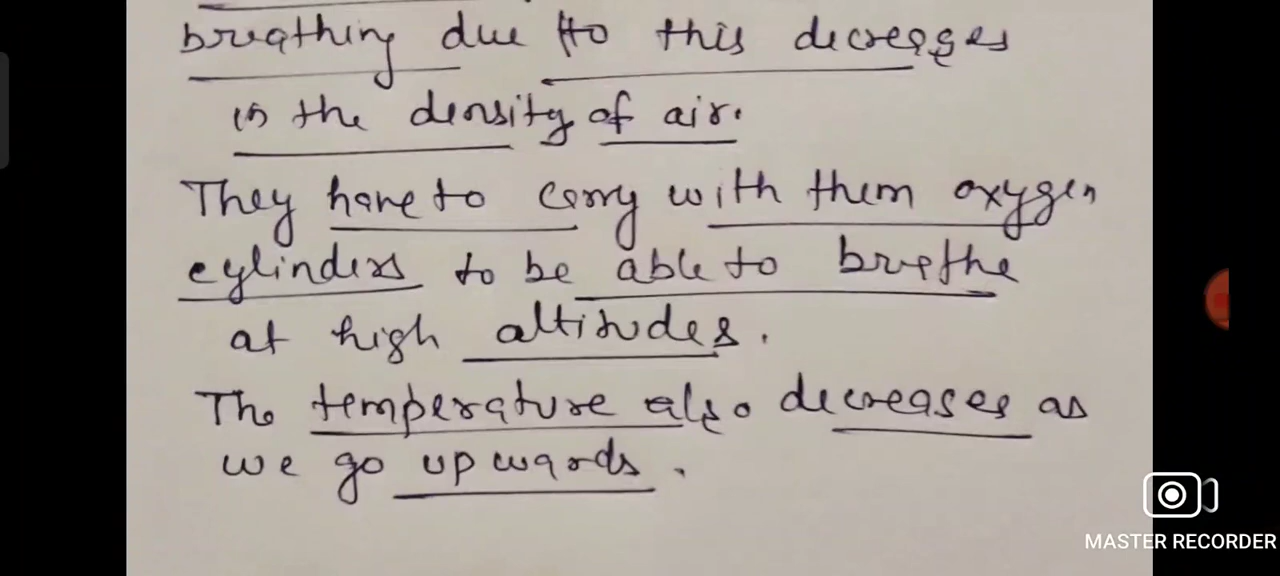 breathing due to this decreases
in the density of air.
They have to carry with them oxygen
cylinders to be able to brethe
at high altitudes.
The temperature also decreases as
we go upwards.
MASTER RECORDER